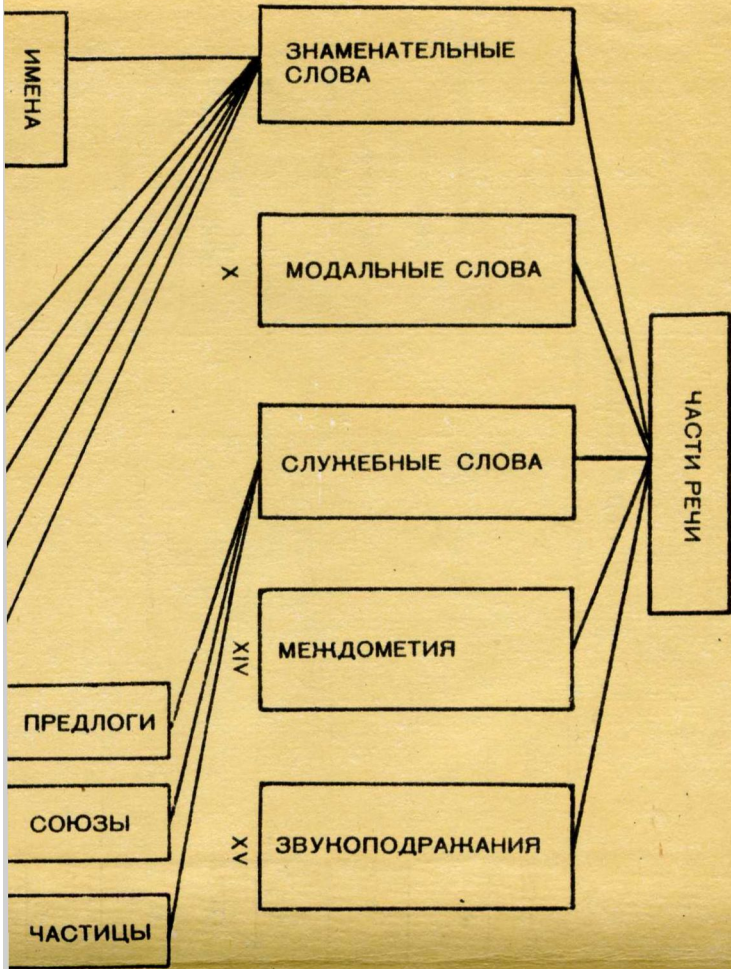 ЧАСТИ РЕЧИ
ЗНАМЕНАТЕЛЬНЫЕ
СЛОВА
ИМЕНА
X
МОДАЛЬНЫЕ СЛОВА
СЛУЖЕБНЫЕ СЛОВА
XIV
МЕЖДОМЕТИЯ
ПРЕДЛОГИ
СОЮЗЫ
XV
ЗВУКОПОДРАЖАНИЯ
ЧАСТИЦЫ